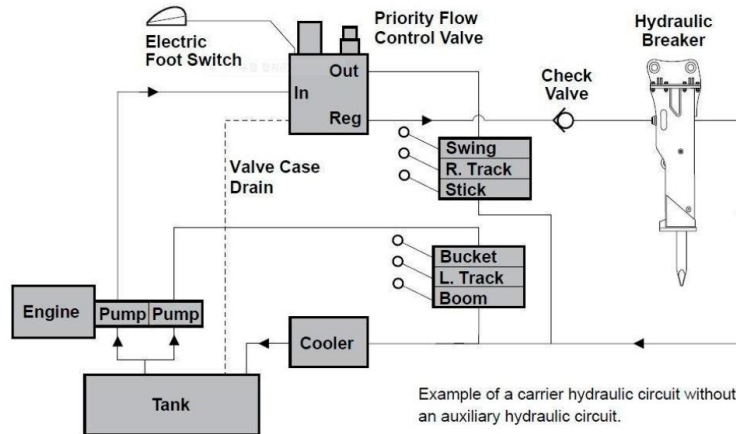 Electric
Foot Switch
Priority Flow
Control Valve
Hydraulic
Breaker
Out
In
Reg
Check
Valve
Swing
R. Track
Stick
Valve Case
Drain
Bucket
L. Track
Boom
Engine
Pump
Pump
Cooler
Tank
Example of a carrier hydraulic circuit without
an auxiliary hydraulic circuit.